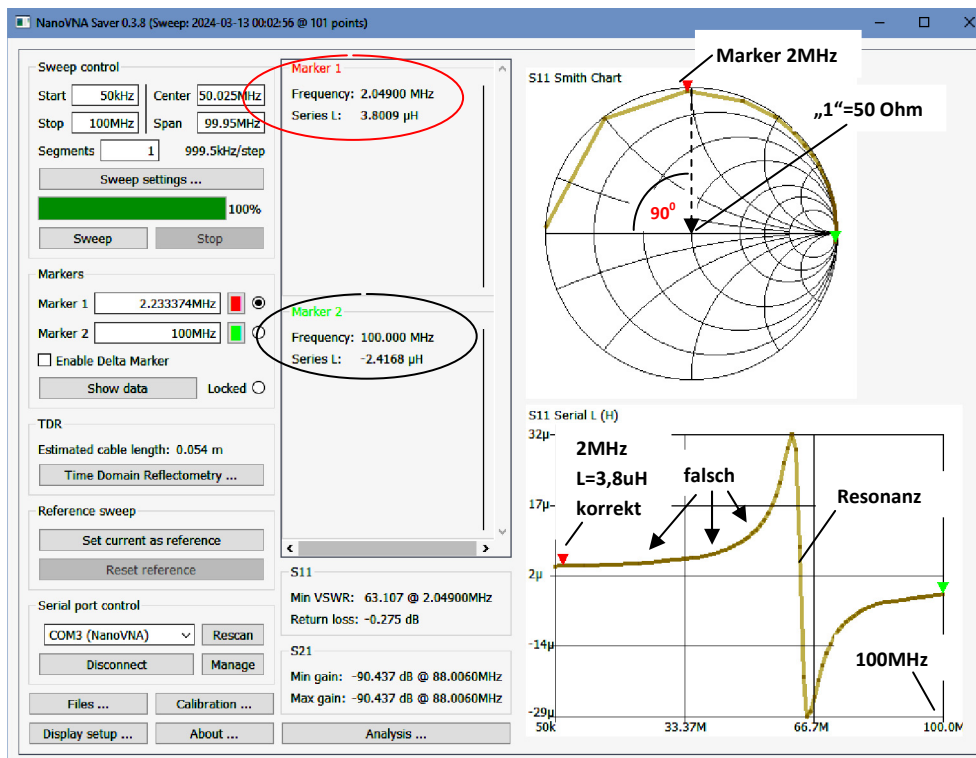 NanoVNA Saver 0.3.8 (Sweep: 2024-03-13 00:02:56 @ 101 points)
Sweep control
Start 50kHz Center 50.025MHz
Stop 100MHz Span 99.95MHz
Segments 1 999.5kHz/step
Sweep settings ...
100%
Sweep Stop
Markers
Marker 1 2.233374MHz
Marker 2 100MHz
Enable Delta Marker
Show data Locked
TDR
Estimated cable length: 0.054 m
Time Domain Reflectometry ...
Reference sweep
Set current as reference
Reset reference
Serial port control
COM3 (NanoVNA) Rescan
Disconnect Manage
Files ... Calibration ...
Display setup ... About ...
Marker 1
Frequency: 2.04900 MHz
Series L: 3.8009 µH
Marker 2
Frequency: 100.000 MHz
Series L: -2.4168 µH
S11
Min VSWR: 63.107 @ 2.04900MHz
Return loss: -0.275 dB
S21
Min gain: -90.437 dB @ 88.0060MHz
Max gain: -90.437 dB @ 88.0060MHz
Analysis ...
S11 Smith Chart
Marker 2MHz
„1“=50 Ohm
90⁰
S11 Serial L (H)
32µ
17µ
2µ
-14µ
-29µ
50k 33.37M 66.7M 100.0M
2MHz
L=3,8uH
korrekt
falsch
Resonanz
100MHz